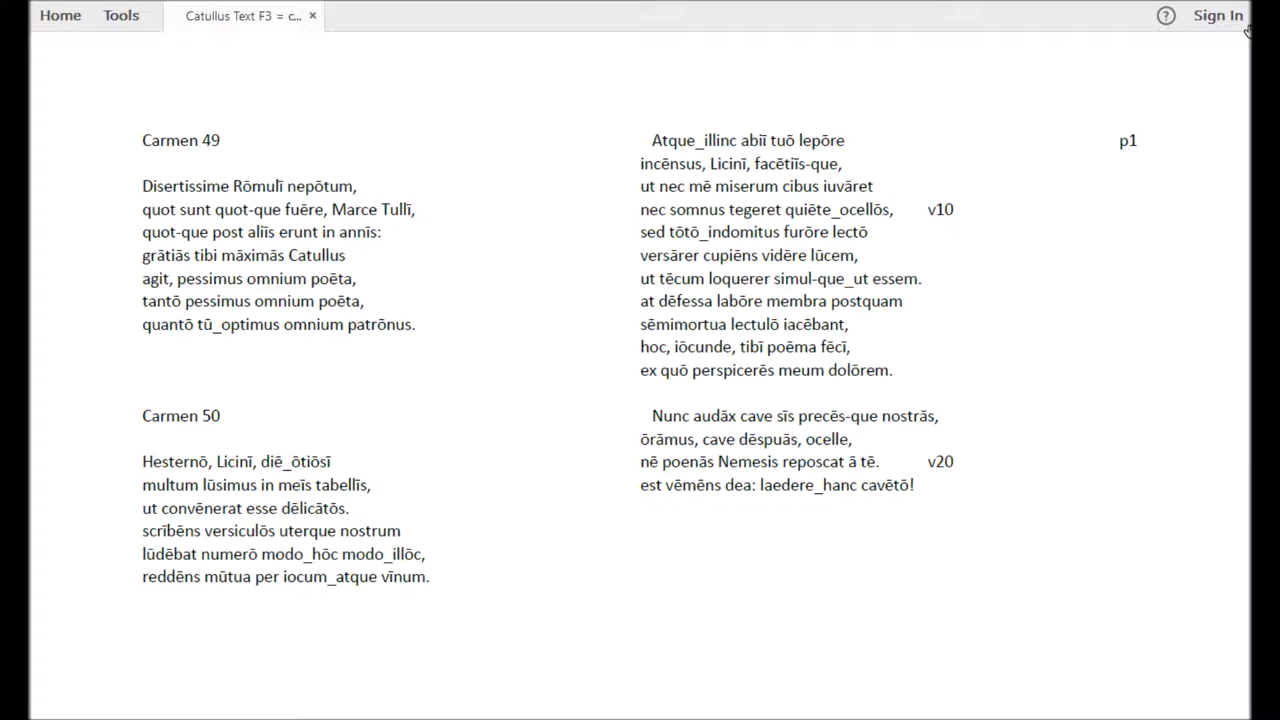 Home Tools Catullus Text F3 = c... × ? Sign In
Carmen 49
Disertissime Rōmulī nepōtum,
quot sunt quot-que fuēre, Marce Tullī,
quot-que post aliīs erunt in annīs:
grātiās tibi māximās Catullus
agit, pessimus omnium poēta,
tantō pessimus omnium poēta,
quantō tū_optimus omnium patrōnus.
Carmen 50
Hesternō, Licinī, diē_ōtiōsī
multum lūsimus in meīs tabellīs,
ut convēnerat esse dēlicātōs.
scrībēns versiculōs uterque nostrum
lūdēbat numerō modo_hōc modo_illōc,
reddēns mūtua per iocum_atque vīnum.
Atque_illinc abiī tuō lepōre p1
incēnsus, Licinī, facētiīs-que,
ut nec mē miserum cibus iuvāret
nec somnus tegeret quiēte_ocellōs, v10
sed tōtō_indomitus furōre lectō
versārer cupiēns vidēre lūcem,
ut tēcum loquerer simul-que_ut essem.
at dēfessa labōre membra postquam
sēmimortua lectulō iacēbant,
hoc, iōcunde, tibī poēma fēcī,
ex quō perspicerēs meum dolōrem.
Nunc audāx cave sīs precēs-que nostrās,
ōrāmus, cave dēspuās, ocelle,
nē poenās Nemesis reposcat ā tē. v20
est vēmēns dea: laedere_hanc cavētō!